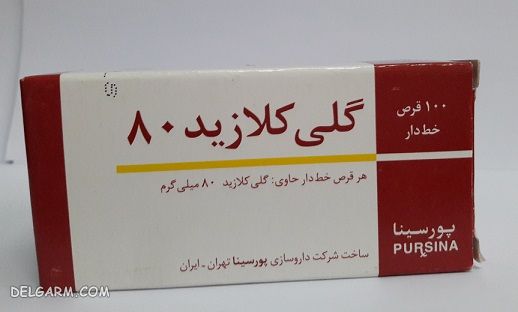 ۱۰۰ قرص
خط‌دار
گلی کلازید ۸۰
هر قرص خط‌دار حاوی: گلی کلازید ۸۰ میلی گرم
پورسینا
PURSINA
ساخت شرکت داروسازی پورسینا تهران - ایران
DELGARM.COM